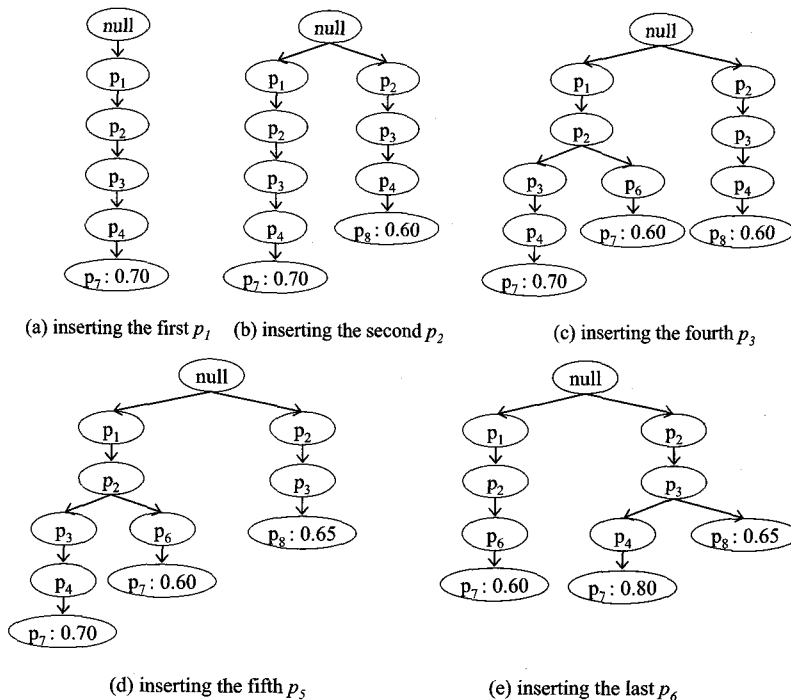 null
p₁
p₂
p₃
p₄
p₇ : 0.70
(a) inserting the first p₁
null
p₁ p₂
p₂ p₃
p₃ p₄
p₄ p₈ : 0.60
p₇ : 0.70
(b) inserting the second p₂
null
p₁ p₂
p₂ p₃
p₃ p₆ p₄
p₄ p₇ : 0.60 p₈ : 0.60
p₇ : 0.70
(c) inserting the fourth p₃
null
p₁ p₂
p₂ p₃
p₃ p₆ p₈ : 0.65
p₄ p₇ : 0.60
p₇ : 0.70
(d) inserting the fifth p₅
null
p₁ p₂
p₂ p₃
p₆ p₄ p₈ : 0.65
p₇ : 0.60 p₇ : 0.80
(e) inserting the last p₆